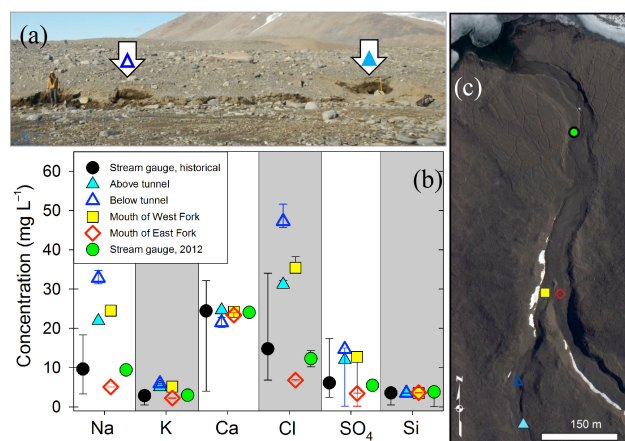 (a)
(b)
(c)
Concentration (mg L⁻¹)
60
50
40
30
20
10
0
Stream gauge, historical
Above tunnel
Below tunnel
Mouth of West Fork
Mouth of East Fork
Stream gauge, 2012
Na K Ca Cl SO₄ Si
N
150 m